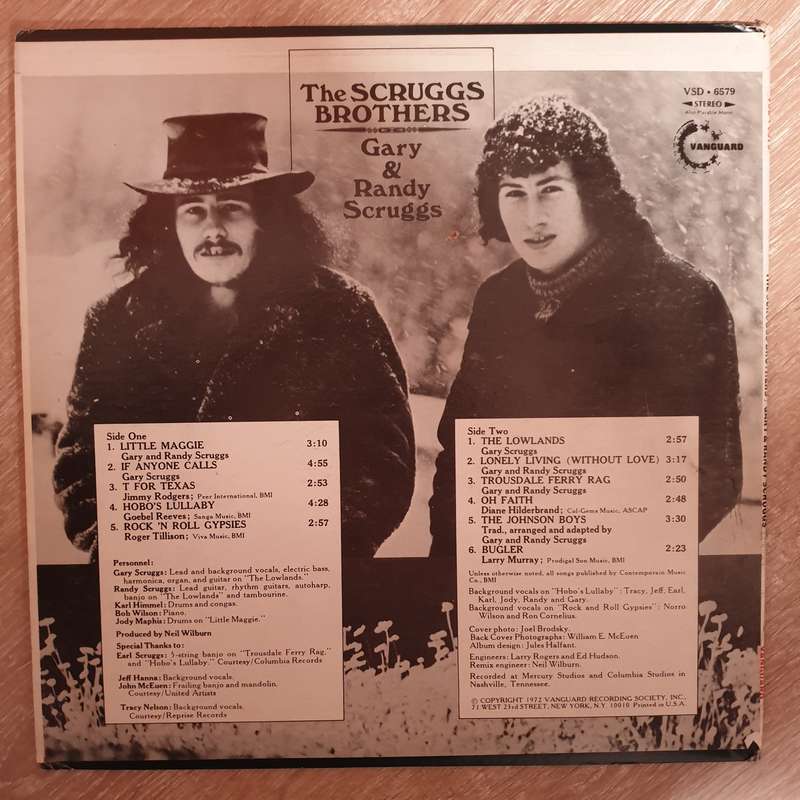 The SCRUGGS
BROTHERS
Gary
&
Randy
Scruggs
VSD • 6579
STEREO
Also Playable Mono
VANGUARD
Side One
1. LITTLE MAGGIE 3:10
Gary and Randy Scruggs
2. IF ANYONE CALLS 4:55
Gary Scruggs
3. T FOR TEXAS 2:53
Jimmy Rodgers; Peer International, BMI
4. HOBO'S LULLABY 4:28
Goebel Reeves; Sanga Music, BMI
5. ROCK 'N ROLL GYPSIES 2:57
Roger Tillison; Viva Music, BMI
Personnel:
Gary Scruggs: Lead and background vocals, electric bass,
harmonica, organ, and guitar on "The Lowlands."
Randy Scruggs: Lead guitar, rhythm guitars, autoharp,
banjo on "The Lowlands" and tambourine.
Karl Himmel: Drums and congas.
Bob Wilson: Piano.
Jody Maphis: Drums on "Little Maggie."
Produced by Neil Wilburn
Special Thanks to:
Earl Scruggs: 5-string banjo on "Trousdale Ferry Rag,"
and "Hobo's Lullaby." Courtesy/Columbia Records
Jeff Hanna: Background vocals.
John McEuen: Frailing banjo and mandolin.
Courtesy/United Artists
Tracy Nelson: Background vocals.
Courtesy/Reprise Records
Side Two
1. THE LOWLANDS 2:57
Gary Scruggs
2. LONELY LIVING (WITHOUT LOVE) 3:17
Gary and Randy Scruggs
3. TROUSDALE FERRY RAG 2:50
Gary and Randy Scruggs
4. OH FAITH 2:48
Diane Hilderbrand; Col-Gems Music, ASCAP
5. THE JOHNSON BOYS 3:30
Trad., arranged and adapted by
Gary and Randy Scruggs
6. BUGLER 2:23
Larry Murray; Prodigal Son Music, BMI
Unless otherwise noted, all songs published by Contemporain Music
Co., BMI
Background vocals on "Hobo's Lullaby": Tracy, Jeff, Earl,
Karl, Jody, Randy and Gary.
Background vocals on "Rock and Roll Gypsies": Norro
Wilson and Ron Cornelius.
Cover photo: Joel Brodsky.
Back Cover Photographs: William E. McEuen
Album design: Jules Halfant.
Engineers: Larry Rogers and Ed Hudson.
Remix engineer: Neil Wilburn.
Recorded at Mercury Studios and Columbia Studios in
Nashville, Tennessee.
© COPYRIGHT 1972 VANGUARD RECORDING SOCIETY, INC.
71 WEST 23rd STREET, NEW YORK, N.Y. 10010 Printed in U.S.A.